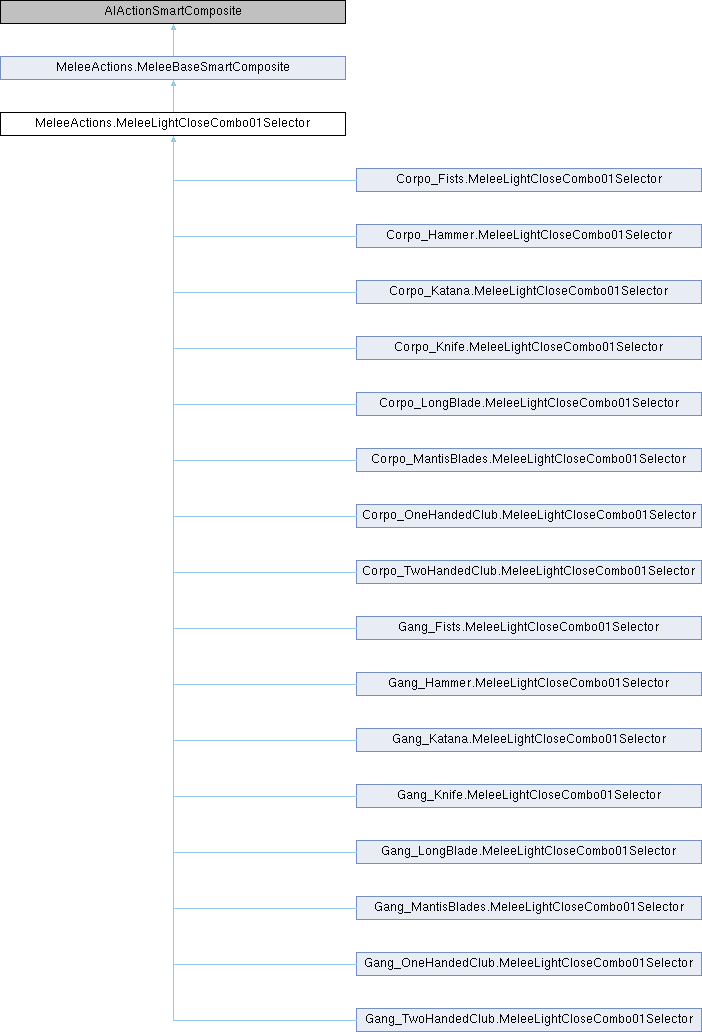 AIActionSmartComposite
MeleeActions.MeleeBaseSmartComposite
MeleeActions.MeleeLightCloseCombo01Selector
Corpo_Fists.MeleeLightCloseCombo01Selector
Corpo_Hammer.MeleeLightCloseCombo01Selector
Corpo_Katana.MeleeLightCloseCombo01Selector
Corpo_Knife.MeleeLightCloseCombo01Selector
Corpo_LongBlade.MeleeLightCloseCombo01Selector
Corpo_MantisBlades.MeleeLightCloseCombo01Selector
Corpo_OneHandedClub.MeleeLightCloseCombo01Selector
Corpo_TwoHandedClub.MeleeLightCloseCombo01Selector
Gang_Fists.MeleeLightCloseCombo01Selector
Gang_Hammer.MeleeLightCloseCombo01Selector
Gang_Katana.MeleeLightCloseCombo01Selector
Gang_Knife.MeleeLightCloseCombo01Selector
Gang_LongBlade.MeleeLightCloseCombo01Selector
Gang_MantisBlades.MeleeLightCloseCombo01Selector
Gang_OneHandedClub.MeleeLightCloseCombo01Selector
Gang_TwoHandedClub.MeleeLightCloseCombo01Selector